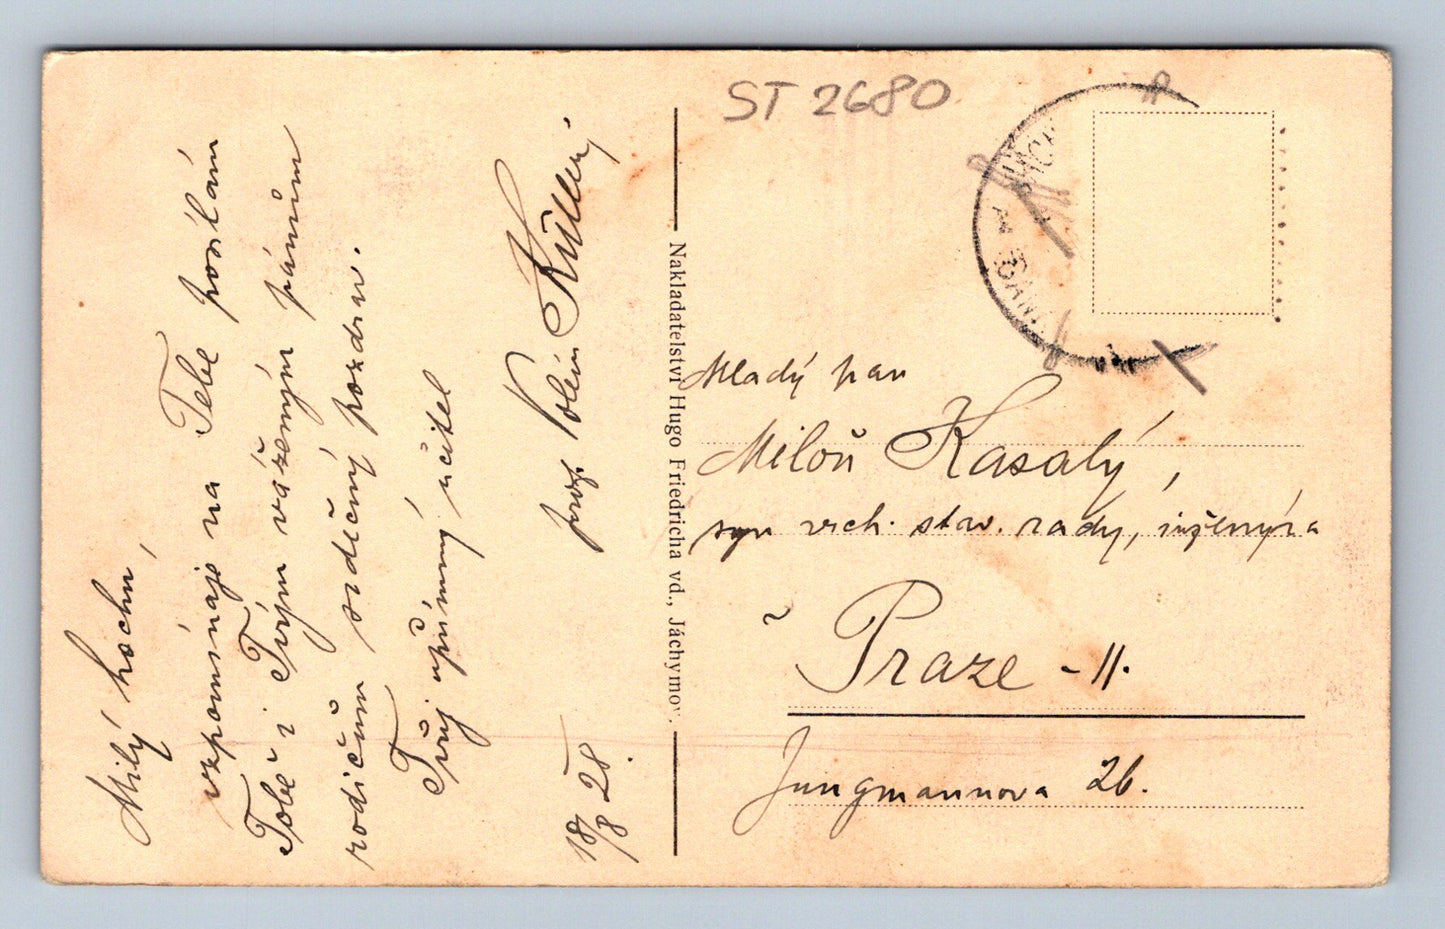 Milý hochu,
vzpomínaje na Tebe posílám
Tobě i Tvým váženým pánům
rodičům srdečný pozdrav.
Tvůj upřímný učitel
prof.
18/8 28.
Nakladatelství Hugo Friedricha vd., Jáchymov.
ST 2680
Mladý pan
Miloň Kasalý,
syn vrch. stav. rady, inženýra
v Praze - II.
Jungmannova 26.